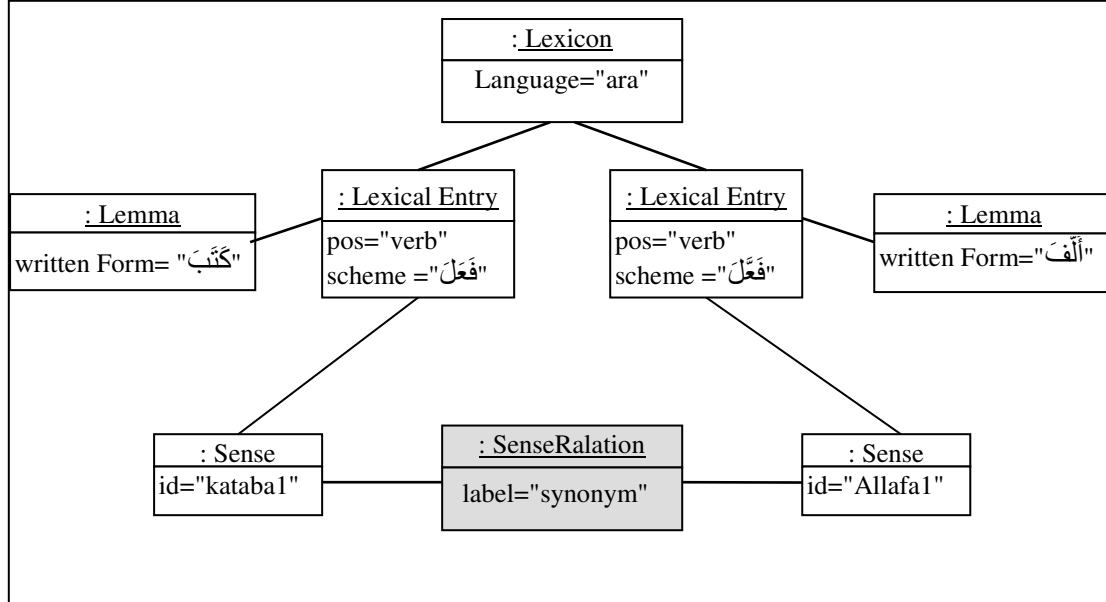 : Lexicon
Language="ara"
: Lexical Entry
pos="verb"
scheme ="فَعَلَ"
: Lexical Entry
pos="verb"
scheme ="فَعَّلَ"
: Lemma
written Form= "كَتَبَ"
: Lemma
written Form="أَلَّفَ"
: Sense
id="kataba1"
: SenseRalation
label="synonym"
: Sense
id="Allafa1"